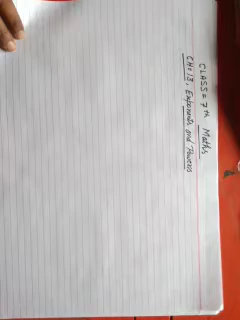 CLASS = 7th Maths
CH = 13, Exponents and Powers